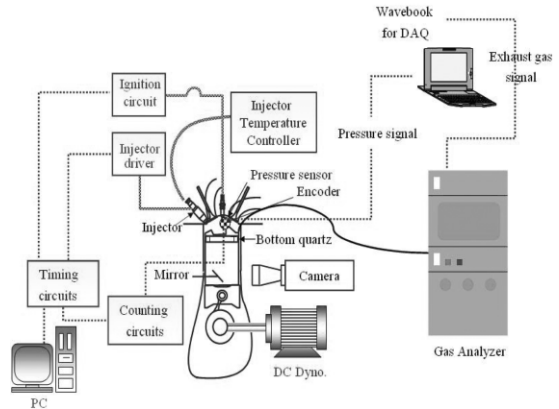 Wavebook
for DAQ
Exhaust gas
signal
Ignition
circuit
Injector
Temperature
Controller
Pressure signal
Injector
driver
Pressure sensor
Encoder
Injector
Bottom quartz
Timing
circuits
Mirror
Camera
Counting
circuits
Gas Analyzer
DC Dyno.
PC